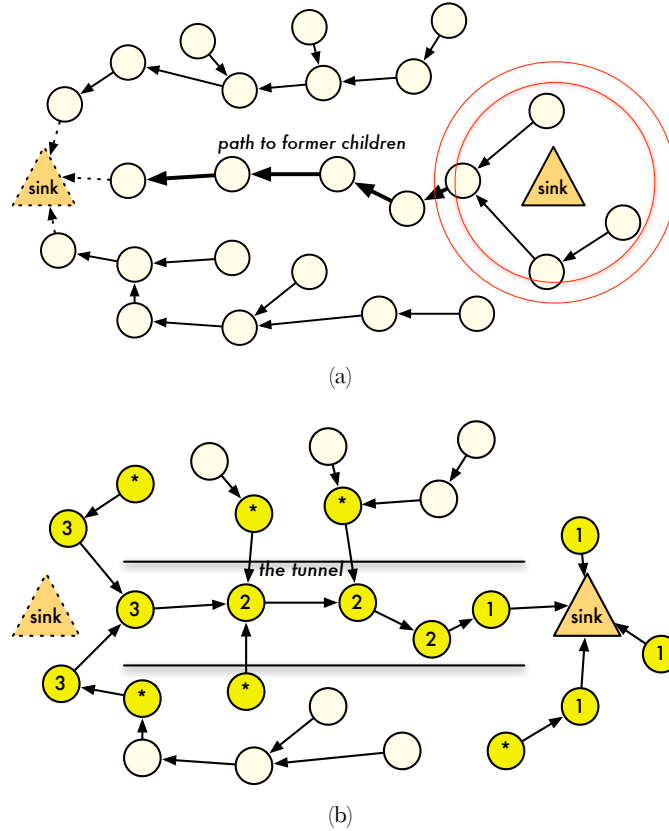 path to former children
sink
sink
(a)
*
1
3
*
*
the tunnel
sink
3
2
2
2
1
sink
1
3
*
*
1
*
(b)